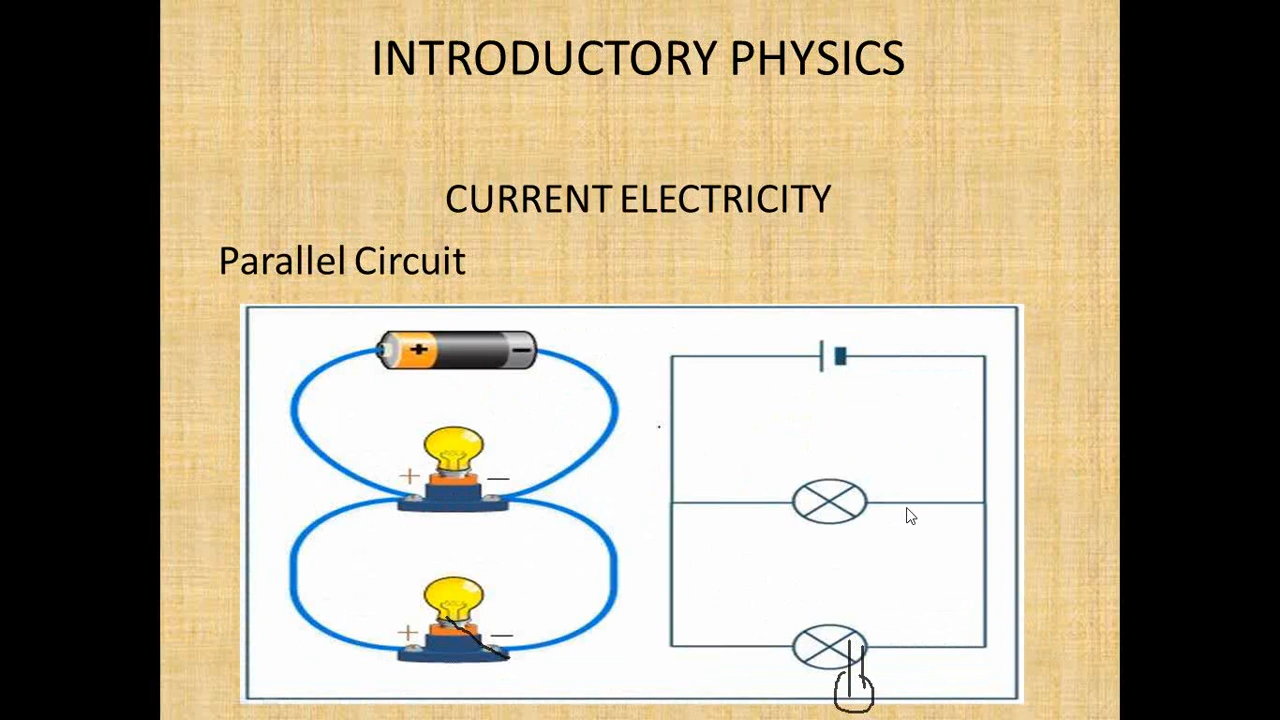 INTRODUCTORY PHYSICS
CURRENT ELECTRICITY
Parallel Circuit
+ −
+ −
+ −